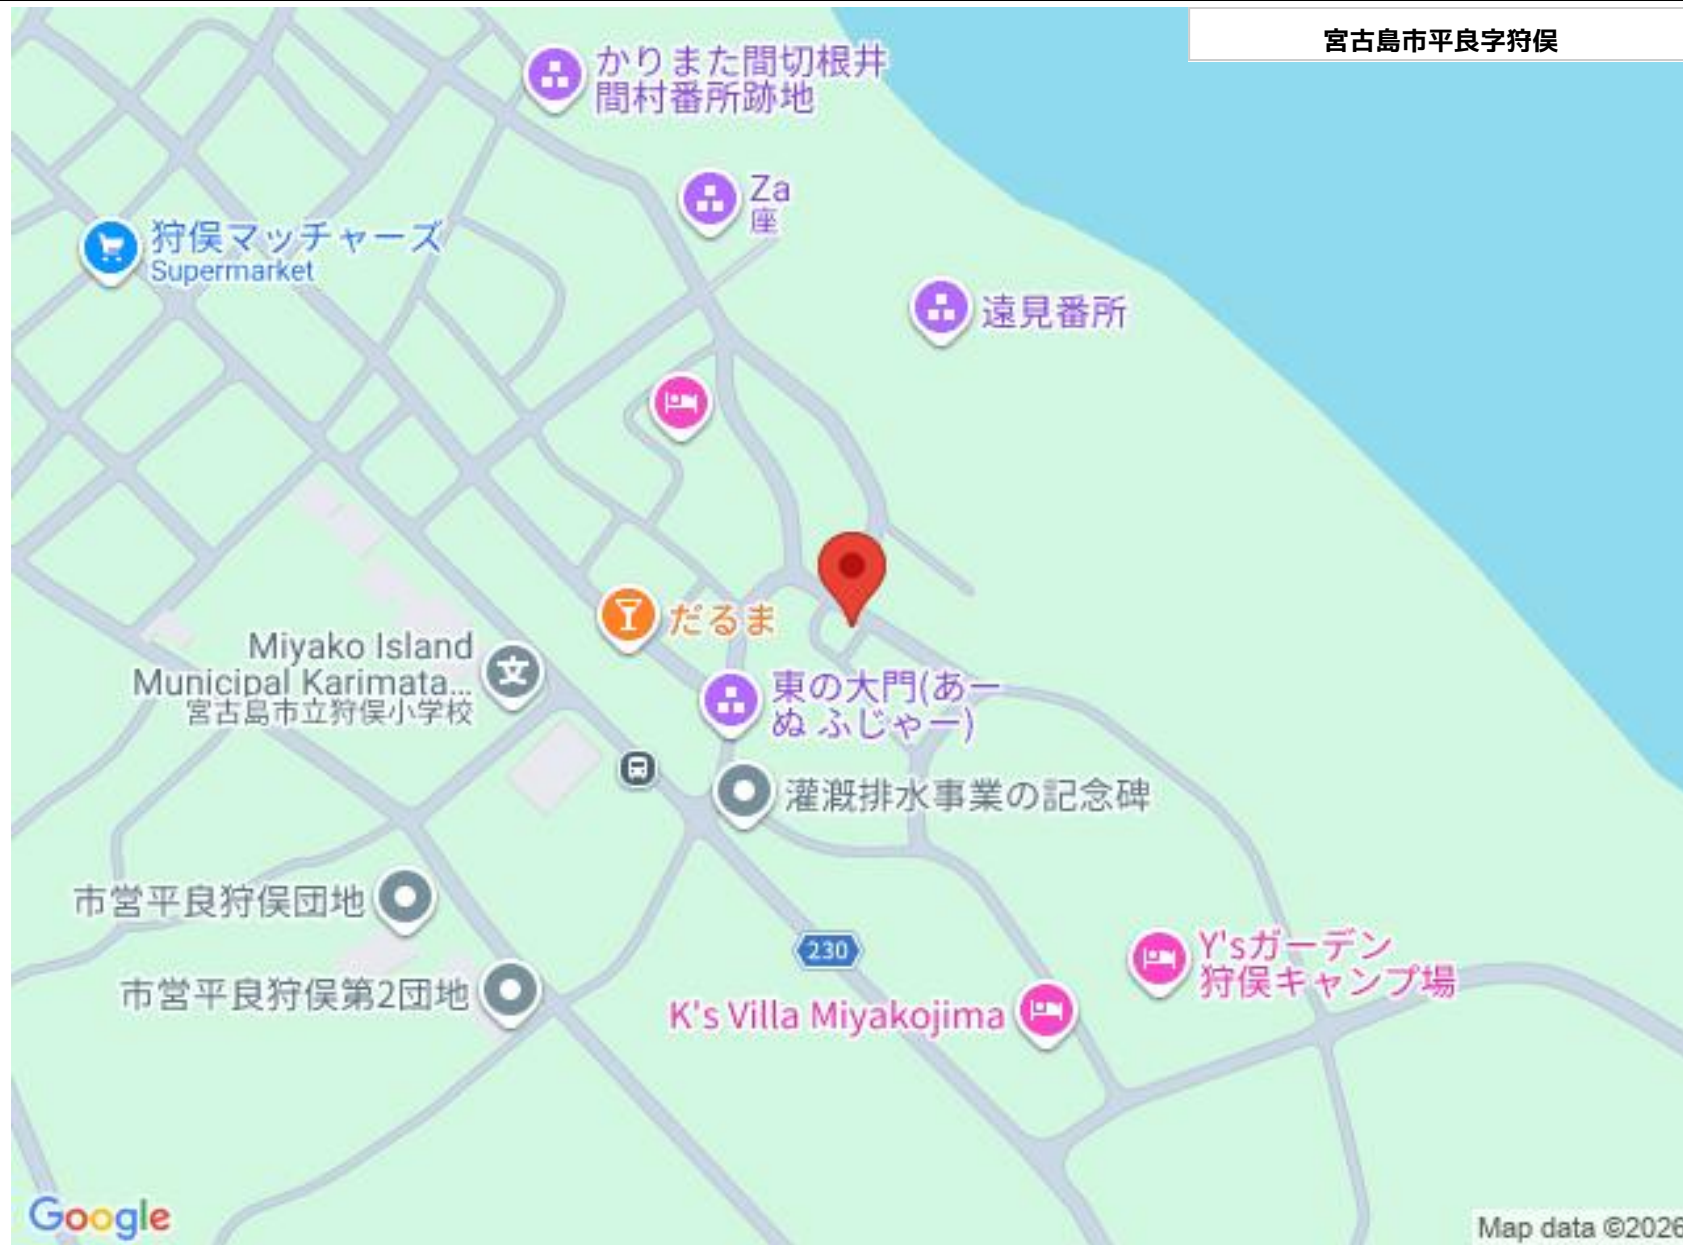 宮古島市平良字狩俣
かりまた間切根井
間村番所跡地
Za
座
狩俣マッチャーズ
Supermarket
遠見番所
だるま
Miyako Island
Municipal Karimata...
宮古島市立狩俣小学校
文
東の大門(あー
ぬ ふじゃー)
灌漑排水事業の記念碑
市営平良狩俣団地
230
市営平良狩俣第2団地
Y'sガーデン
狩俣キャンプ場
K's Villa Miyakojima
Google
Map data ©2026